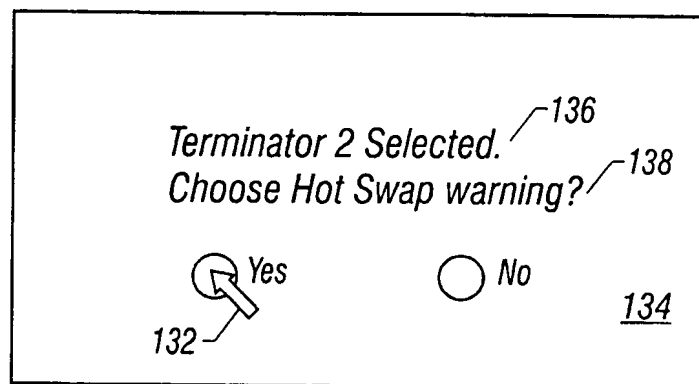 136
Terminator 2 Selected.
138
Choose Hot Swap warning?
Yes
No
132
134